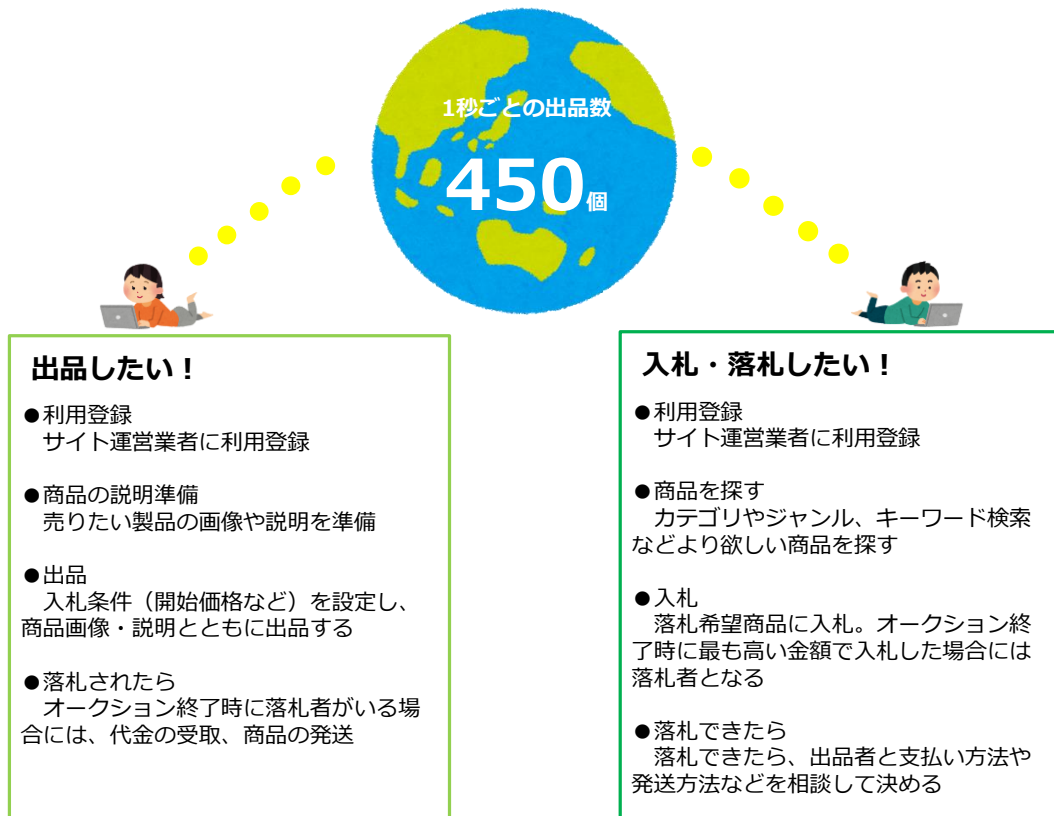 1秒ごとの出品数
450個
出品したい！
●利用登録
サイト運営業者に利用登録
●商品の説明準備
売りたい製品の画像や説明を準備
●出品
入札条件（開始価格など）を設定し、
商品画像・説明とともに出品する
●落札されたら
オークション終了時に落札者がいる場
合には、代金の受取、商品の発送
入札・落札したい！
●利用登録
サイト運営業者に利用登録
●商品を探す
カテゴリやジャンル、キーワード検索
などより欲しい商品を探す
●入札
落札希望商品に入札。オークション終
了時に最も高い金額で入札した場合には
落札者となる
●落札できたら
落札できたら、出品者と支払い方法や
発送方法などを相談して決める